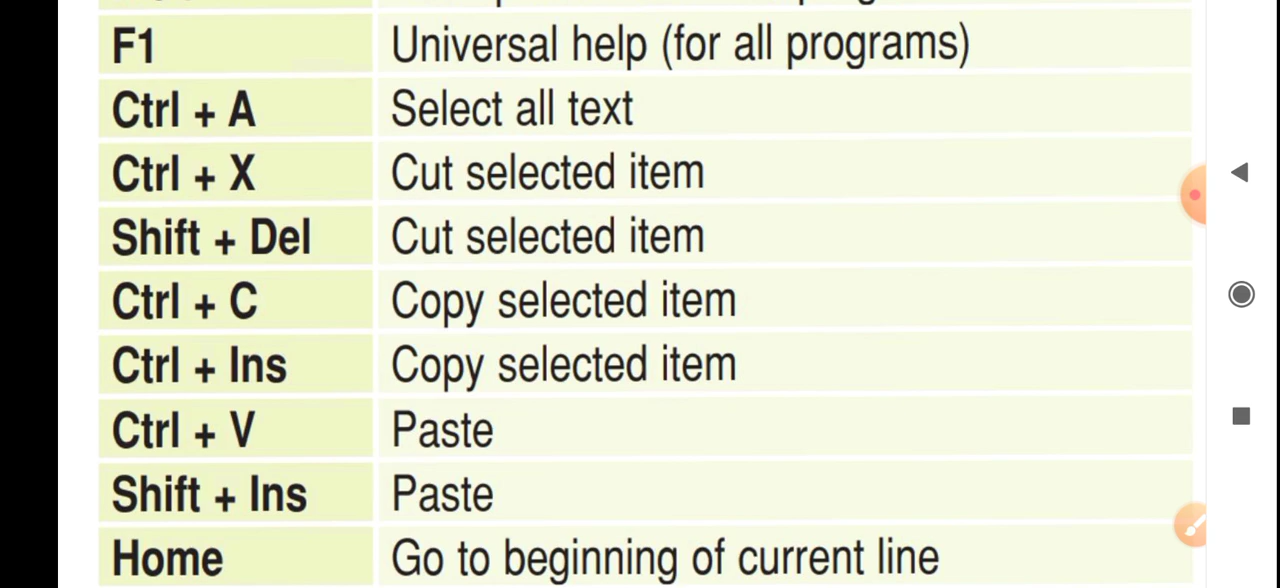 F1 Universal help (for all programs)
Ctrl + A Select all text
Ctrl + X Cut selected item
Shift + Del Cut selected item
Ctrl + C Copy selected item
Ctrl + Ins Copy selected item
Ctrl + V Paste
Shift + Ins Paste
Home Go to beginning of current line